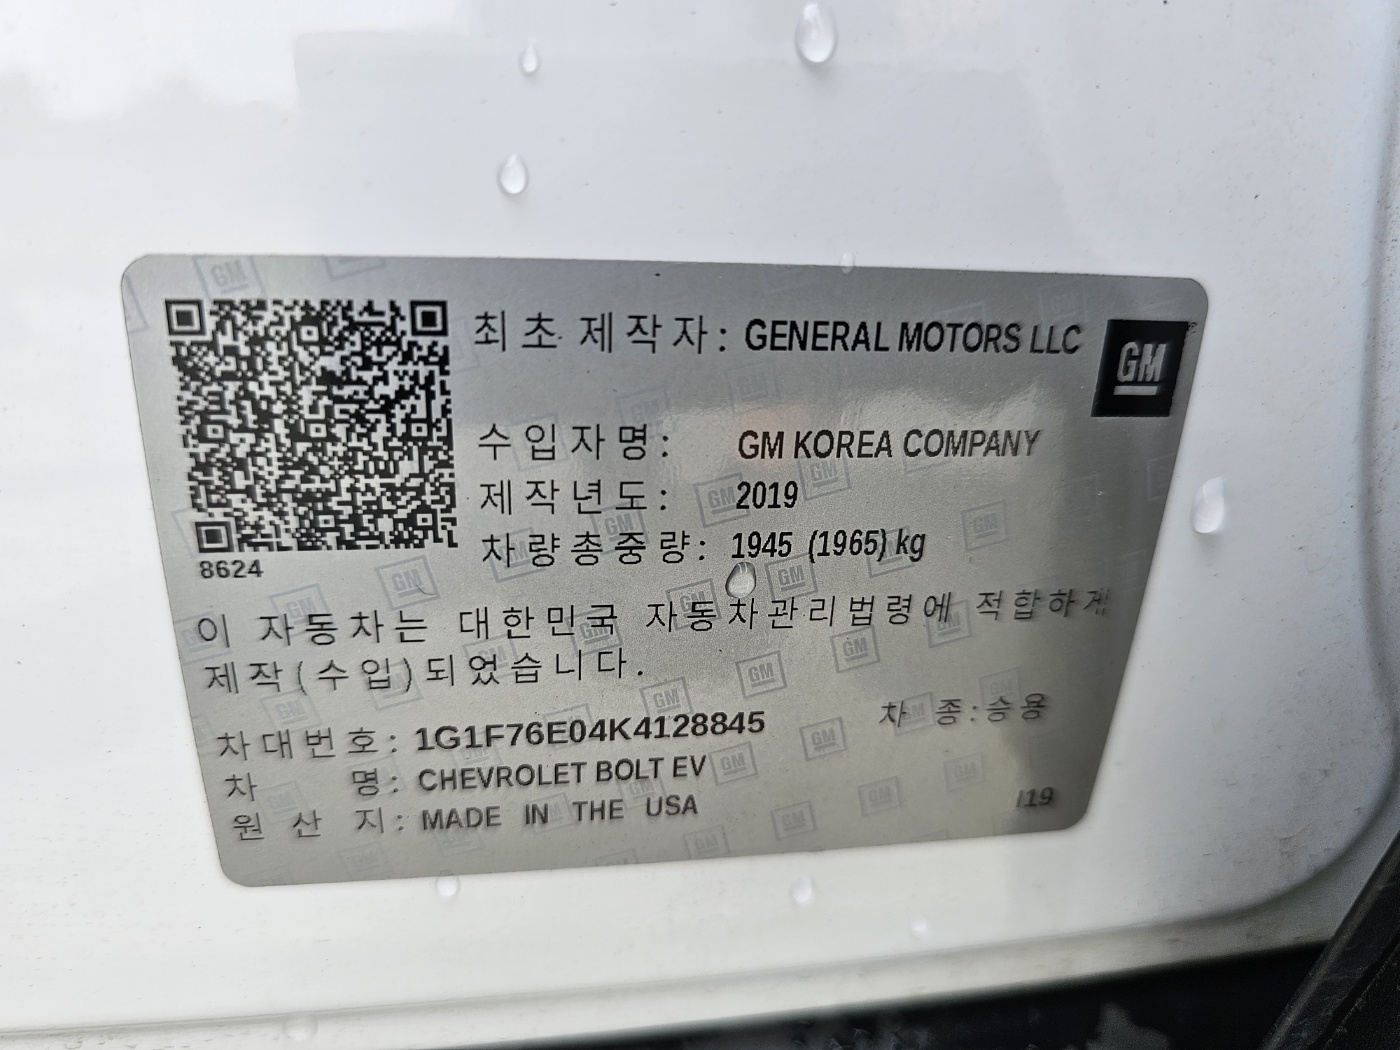 최초 제작자: GENERAL MOTORS LLC
GM
수입자명: GM KOREA COMPANY
제작년도: 2019
차량총중량: 1945 (1965) kg
8624
이 자동차는 대한민국 자동차관리법령에 적합하게
제작(수입)되었습니다.
차대번호: 1G1F76E04K4128845 차 종:승용
차 명: CHEVROLET BOLT EV
원 산 지: MADE IN THE USA
I19